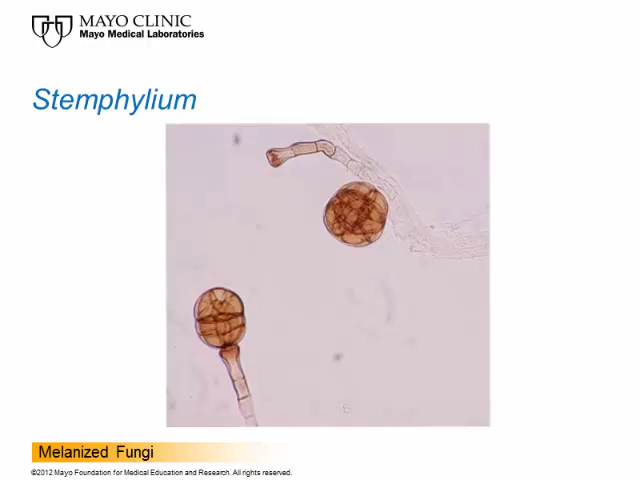 MAYO CLINIC
Mayo Medical Laboratories
Stemphylium
Melanized Fungi
©2012 Mayo Foundation for Medical Education and Research. All rights reserved.